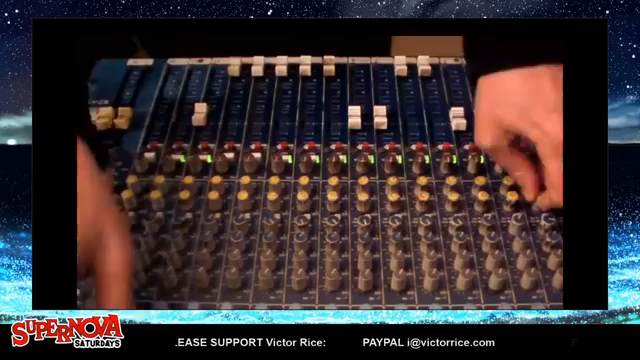 SUPERNOVA
SATURDAYS
.EASE SUPPORT Victor Rice: PAYPAL i@victorrice.com